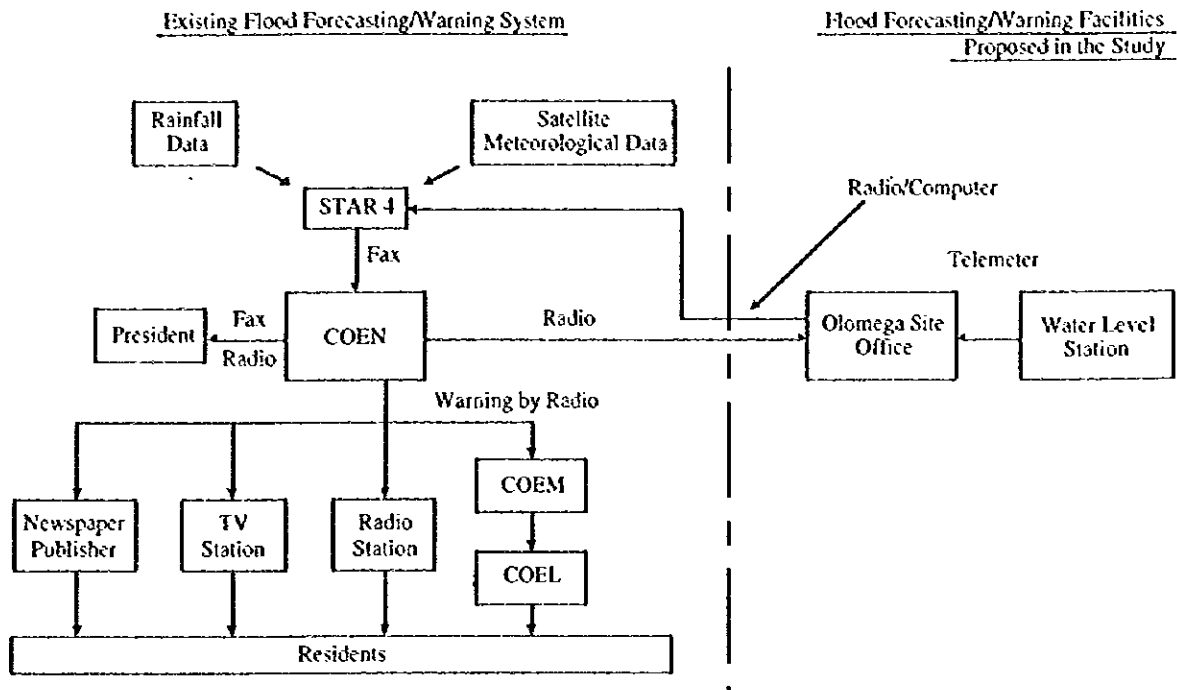 Existing Flood Forecasting/Warning System
Flood Forecasting/Warning Facilities
Proposed in the Study
Rainfall
Data
Satellite
Meteorological Data
STAR 4
Radio/Computer
Fax
Telemeter
President
Fax
Radio
COEN
Radio
Olomega Site
Office
Water Level
Station
Warning by Radio
COEM
Newspaper
Publisher
TV
Station
Radio
Station
COEL
Residents